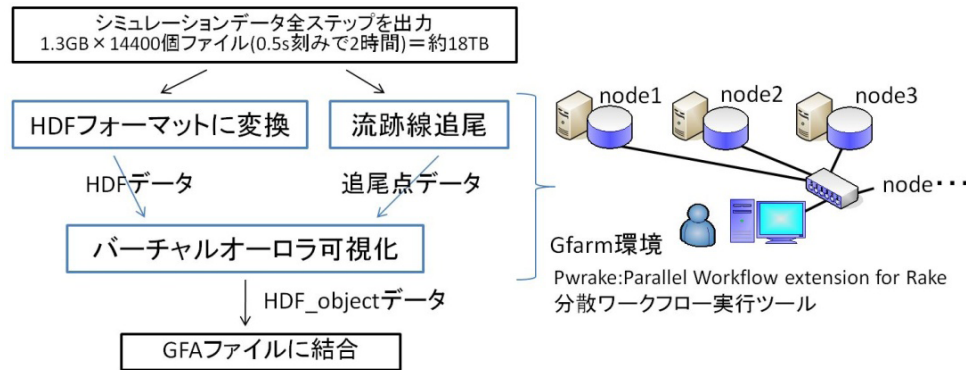 シミュレーションデータ全ステップを出力
1.3GB×14400個ファイル(0.5s刻みで2時間)＝約18TB
HDFフォーマットに変換
流跡線追尾
HDFデータ
追尾点データ
バーチャルオーロラ可視化
HDF_objectデータ
GFAファイルに結合
node1
node2
node3
node･･･
Gfarm環境
Pwrake:Parallel Workflow extension for Rake
分散ワークフロー実行ツール